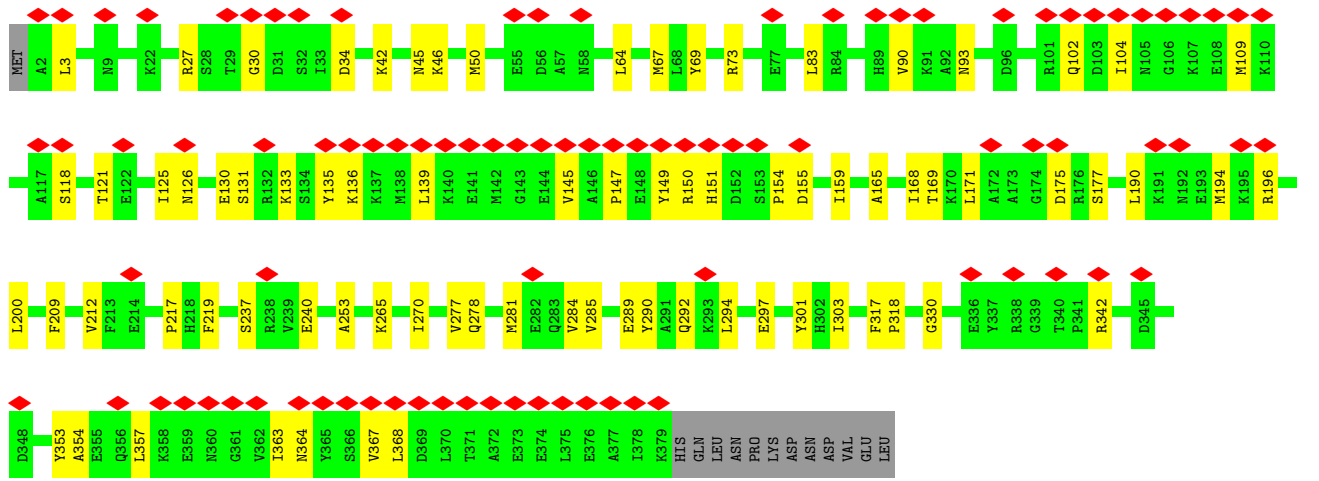 MET A2 L3 N9 K22 R27 S28 T29 G30 D31 S32 I33 D34 K42 N45 K46 M50 E55 D56 A57 N58 L64 M67 L68 Y69 R73 E77 L83 R84 H89 V90 K91 A92 N93 D96 R101 Q102 D103 I104 N105 G106 K107 E108 M109 K110
A117 S118 T121 E122 I125 N126 E130 S131 R132 K133 S134 Y135 K136 K137 M138 L139 K140 E141 M142 G143 E144 V145 A146 P147 E148 Y149 R150 H151 D152 S153 P154 D155 I159 A165 I168 T169 K170 L171 A172 A173 G174 D175 R176 S177 L190 K191 N192 E193 M194 K195 R196
L200 F209 V212 F213 E214 P217 H218 F219 S237 R238 V239 E240 A253 K265 I270 V277 Q278 M281 E282 Q283 V284 V285 E289 Y290 A291 Q292 K293 L294 E297 Y301 H302 I303 F317 P318 G330 E336 Y337 R338 G339 T340 P341 R342 D345
D348 Y353 A354 E355 Q356 L357 K358 E359 N360 G361 V362 I363 N364 Y365 S366 V367 L368 D369 L370 T371 A372 E373 E374 L375 E376 A377 I378 K379 HIS GLN LEU ASN PRO LYS ASP ASN ASP VAL GLU LEU